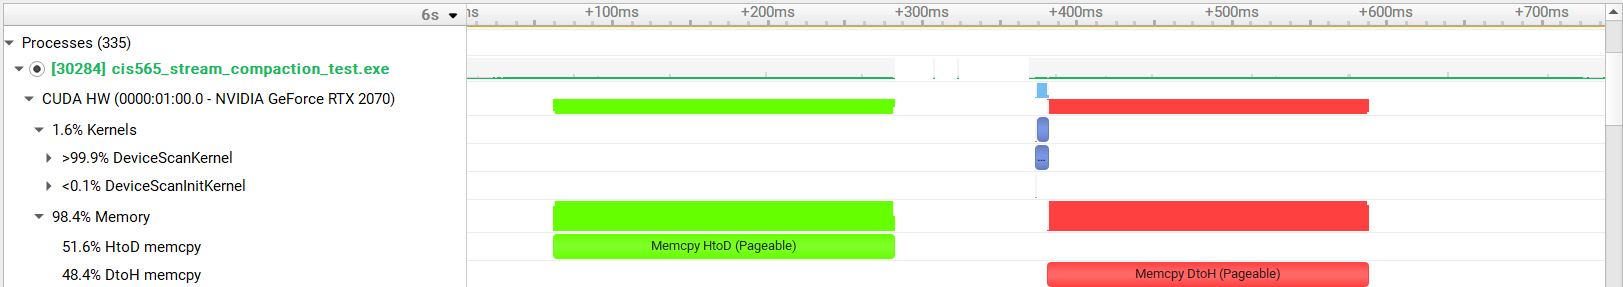 6s ns +100ms +200ms +300ms +400ms +500ms +600ms +700ms
Processes (335)
[30284] cis565_stream_compaction_test.exe
CUDA HW (0000:01:00.0 - NVIDIA GeForce RTX 2070)
1.6% Kernels
>99.9% DeviceScanKernel ...
<0.1% DeviceScanInitKernel
98.4% Memory
51.6% HtoD memcpy Memcpy HtoD (Pageable)
48.4% DtoH memcpy Memcpy DtoH (Pageable)